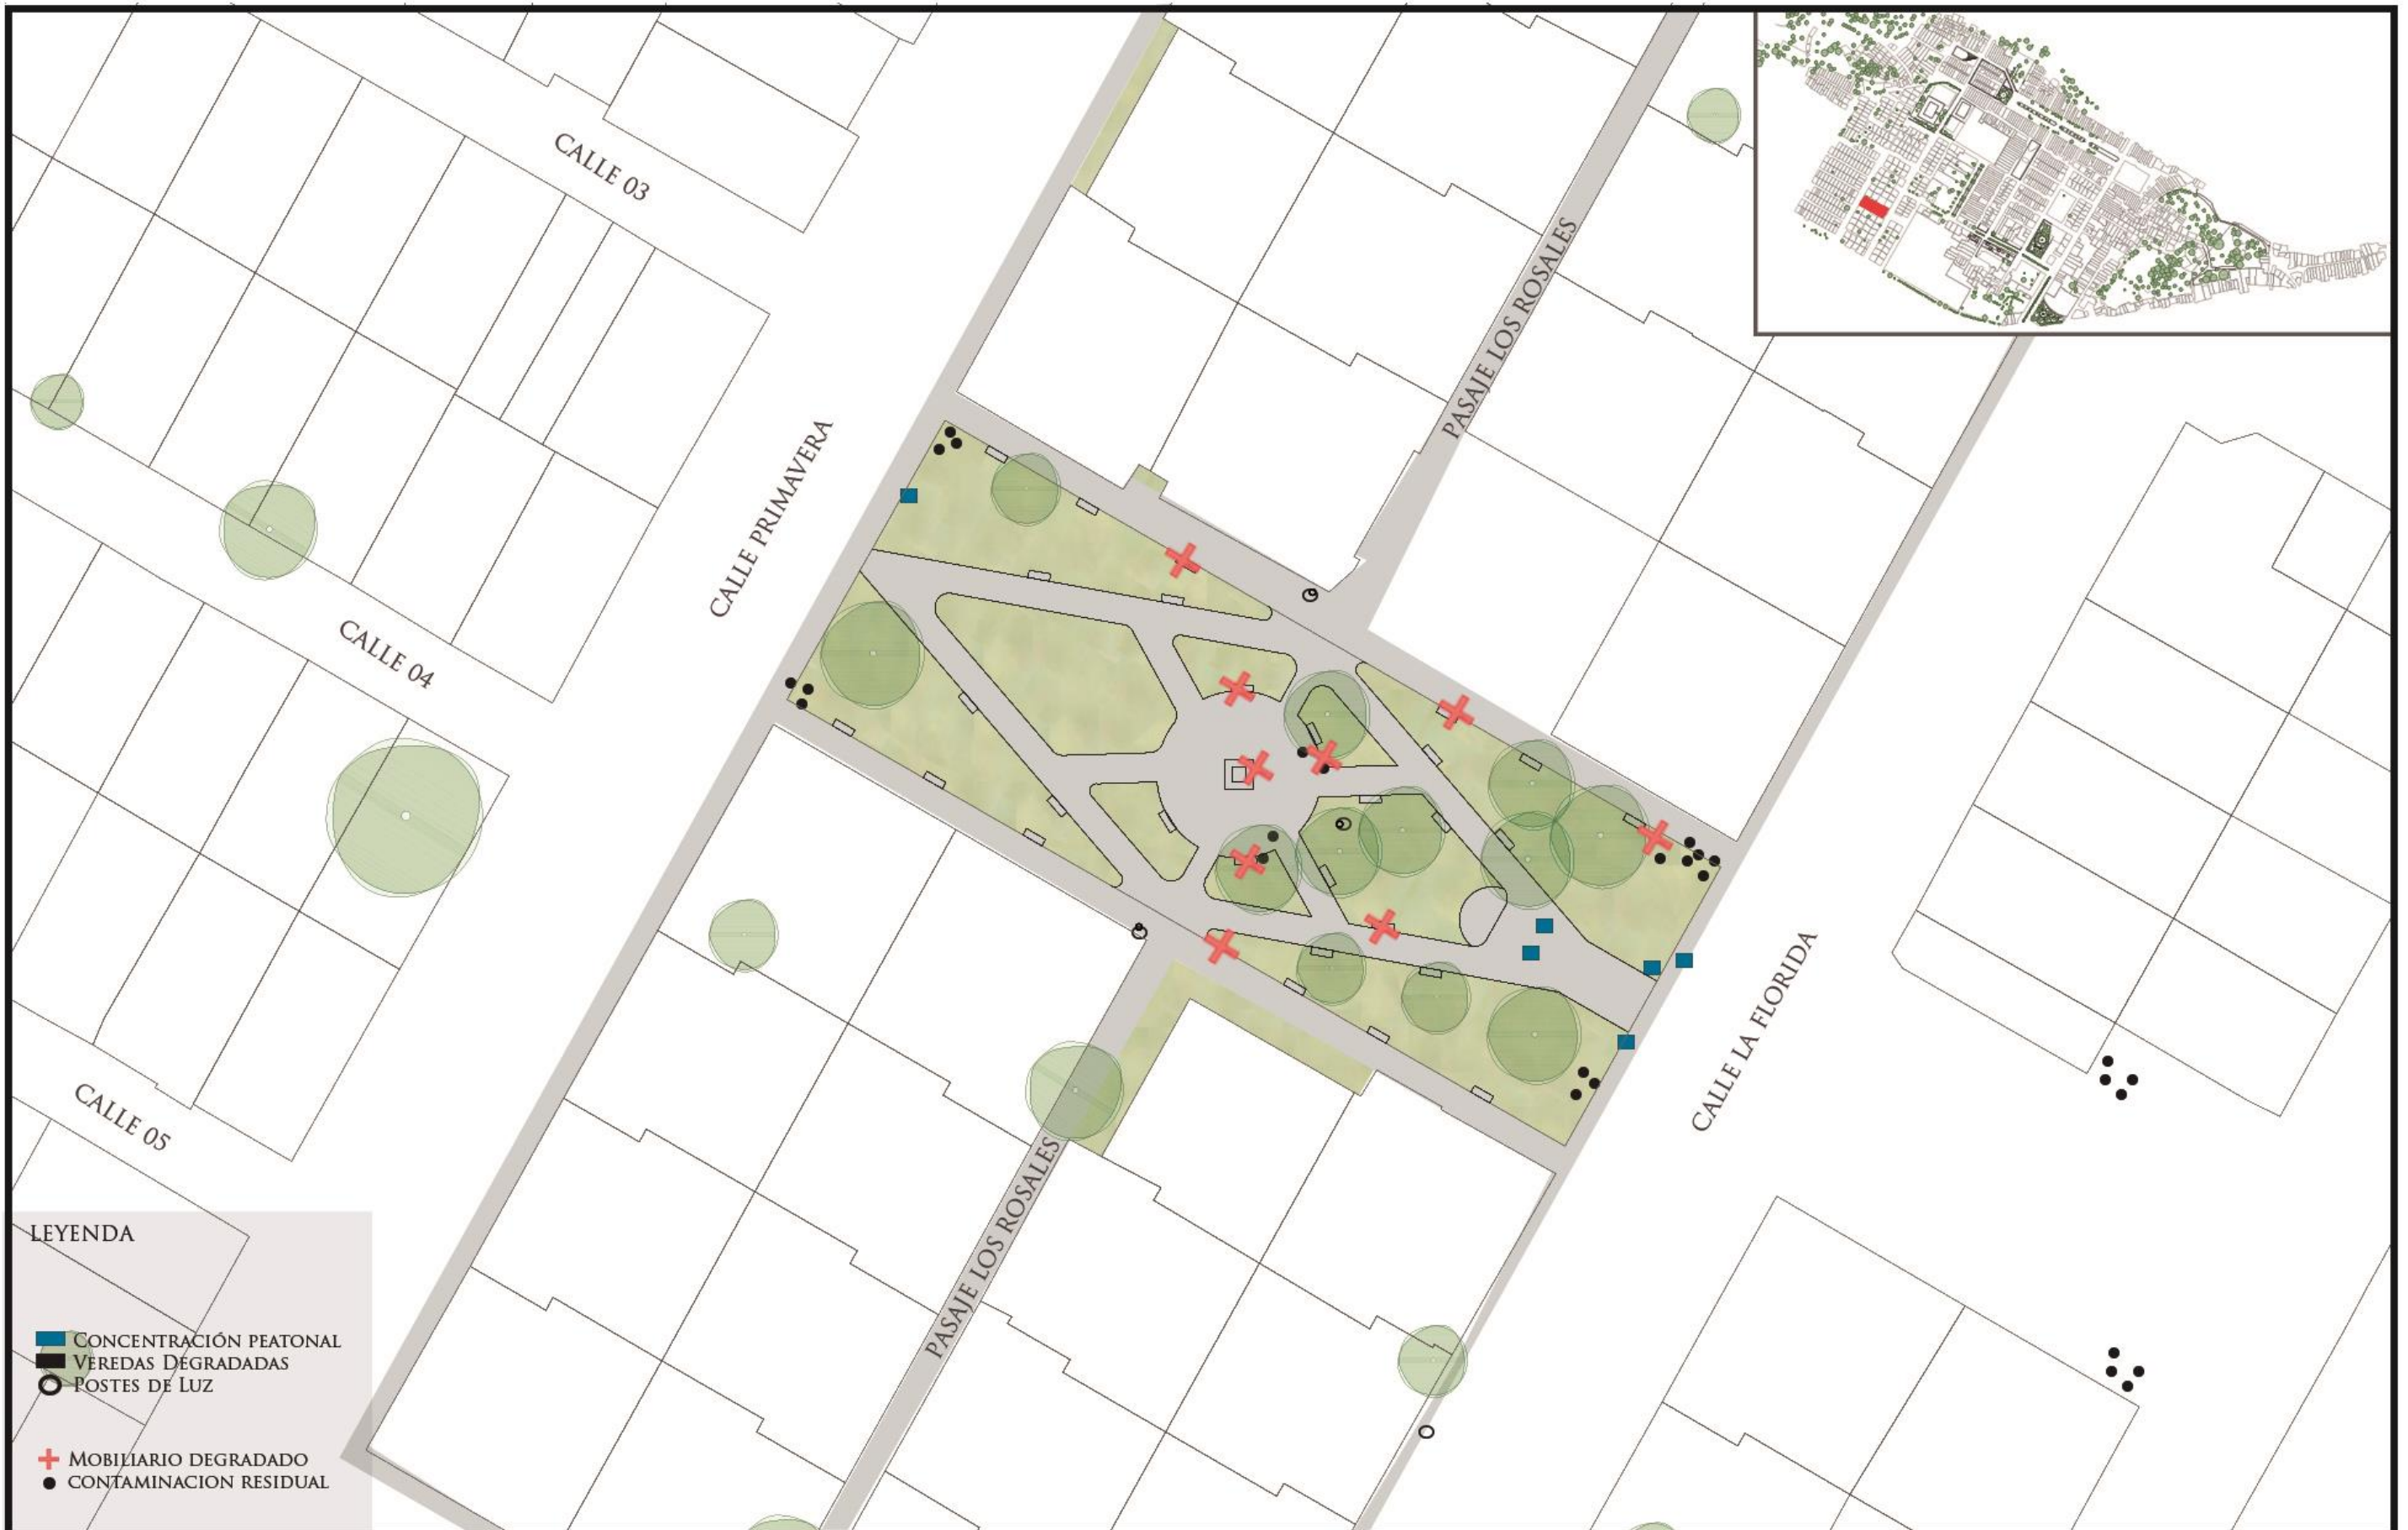 CALLE 03
PASAJE LOS ROSALES
CALLE PRIMAVERA
CALLE 04
CALLE LA FLORIDA
CALLE 05
PASAJE LOS ROSALES
LEYENDA
CONCENTRACIÓN PEATONAL
VEREDAS DEGRADADAS
POSTES DE LUZ
MOBILIARIO DEGRADADO
CONTAMINACION RESIDUAL